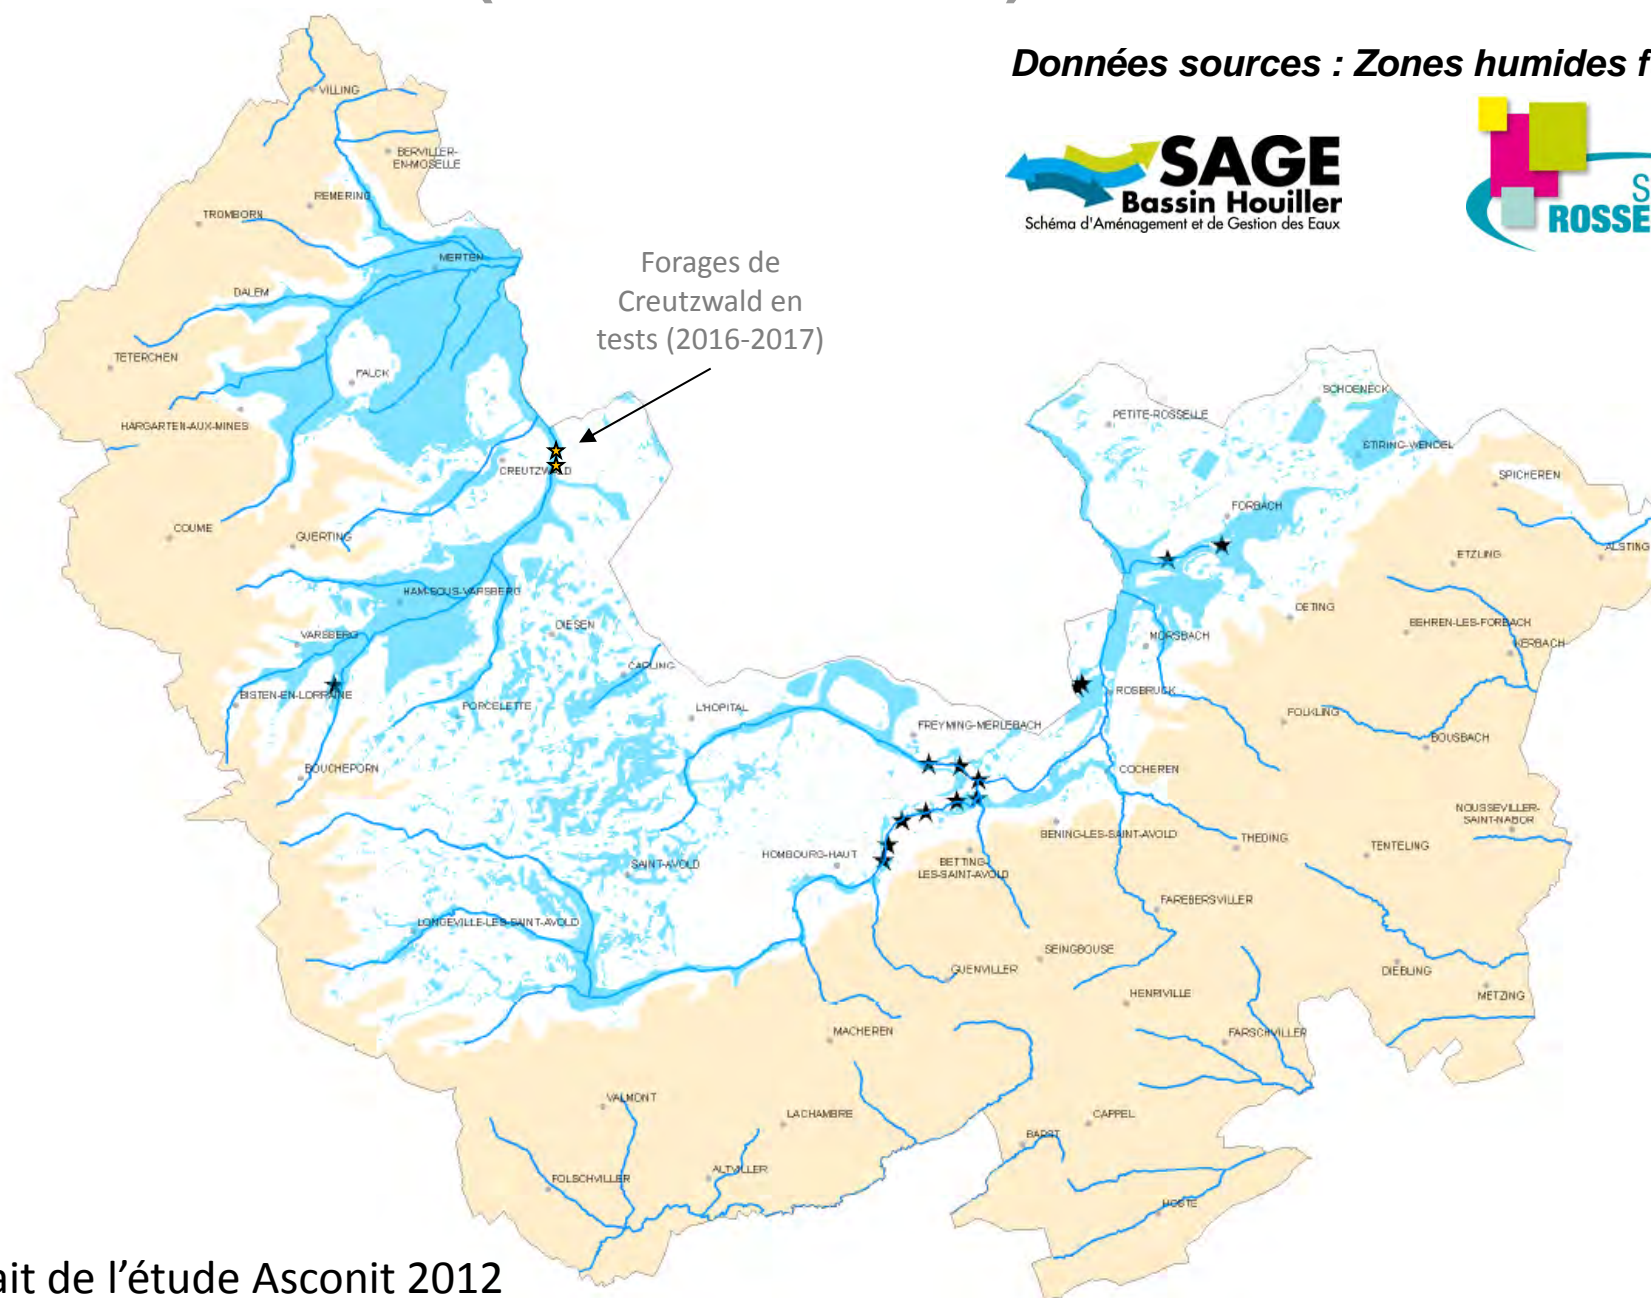 Données sources : Zones humides f
SAGE
Bassin Houiller
Schéma d'Aménagement et de Gestion des Eaux
S
ROSSE
Forages de
Creutzwald en
tests (2016-2017)
VILLING
BERVILLER-
EN-MOSELLE
REMERING
TROMBORN
MERTEN
DALEM
TETERCHEN
FALCK
HARGARTEN-AUX-MINES
CREUTZWALD
COUME
GUERTING
HAM-SOUS-VARSBERG
DIESEN
VARSBERG
CARLING
BISTEN-EN-LORRAINE
PORCELETTE
L'HOPITAL
BOUCHEPORN
FREYMING-MERLEBACH
SCHOENECK
PETITE-ROSSELLE
STIRING-WENDEL
SPICHEREN
FORBACH
ALSTING
ETZLING
OETING
BEHREN-LES-FORBACH
KERBACH
MORSBACH
ROSBRUCK
FOLKLING
BOUSBACH
COCHEREN
NOUSSEVILLER-
SAINT-NABOR
BENING-LES-SAINT-AVOLD
THEDING
TENTELING
HOMBOURG-HAUT
BETTING-
LES-SAINT-AVOLD
SAINT-AVOLD
FAREBERSVILLER
LONGEVILLE-LES-SAINT-AVOLD
SEINGBOUSE
GUENVILLER
DIEBLING
HENRIVILLE
METZING
MACHEREN
FARSCHVILLER
VALMONT
LACHAMBRE
CAPPEL
BARST
ALTVILLER
FOLSCHVILLER
HOSTE
ait de l'étude Asconit 2012